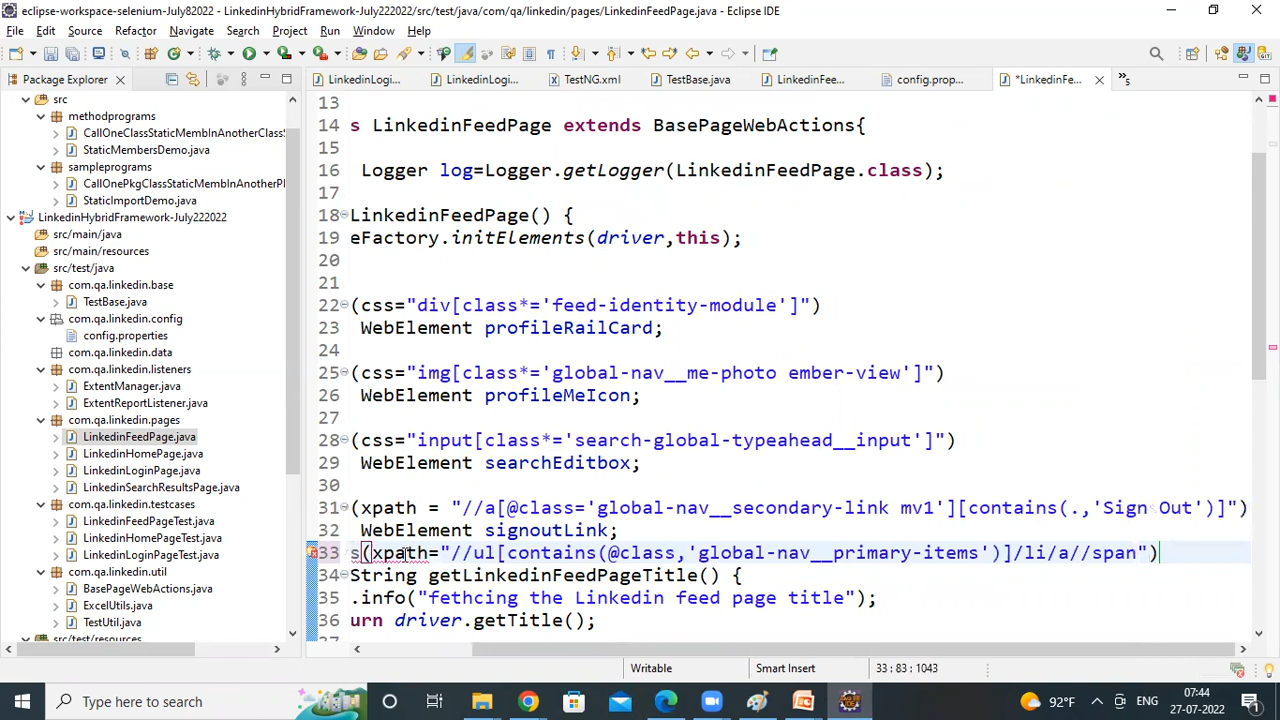 eclipse-workspace-selenium-July82022 - LinkedinHybridFramework-July222022/src/test/java/com/qa/linkedin/pages/LinkedinFeedPage.java - Eclipse IDE
File Edit Source Refactor Navigate Search Project Run Window Help
Package Explorer
LinkedinLogi... LinkedinLogi... TestNG.xml TestBase.java LinkedinFee... config.prop... *LinkedinFe... »5
src
methodprograms
CallOneClassStaticMembInAnotherClass
StaticMembersDemo.java
sampleprograms
CallOnePkgClassStaticMembInAnotherPl
StaticImportDemo.java
LinkedinHybridFramework-July222022
src/main/java
src/main/resources
src/test/java
com.qa.linkedin.base
TestBase.java
com.qa.linkedin.config
config.properties
com.qa.linkedin.data
com.qa.linkedin.listeners
ExtentManager.java
ExtentReportListener.java
com.qa.linkedin.pages
LinkedinFeedPage.java
LinkedinHomePage.java
LinkedinLoginPage.java
LinkedinSearchResultsPage.java
com.qa.linkedin.testcases
LinkedinFeedPageTest.java
LinkedinHomePageTest.java
LinkedinLoginPageTest.java
com.qa.linkedin.util
BasePageWebActions.java
ExcelUtils.java
TestUtil.java
src/test/resources
13
14 s LinkedinFeedPage extends BasePageWebActions{
15
16 Logger log=Logger.getLogger(LinkedinFeedPage.class);
17
18 LinkedinFeedPage() {
19 eFactory.initElements(driver,this);
20
21
22 (css="div[class*='feed-identity-module']")
23 WebElement profileRailCard;
24
25 (css="img[class*='global-nav__me-photo ember-view']")
26 WebElement profileMeIcon;
27
28 (css="input[class*='search-global-typeahead__input']")
29 WebElement searchEditbox;
30
31 (xpath = "//a[@class='global-nav__secondary-link mv1'][contains(.,'Sign Out')]")
32 WebElement signoutLink;
33 s(xpath="//ul[contains(@class,'global-nav__primary-items')]/li/a//span")
34 String getLinkedinFeedPageTitle() {
35 .info("fethcing the Linkedin feed page title");
36 urn driver.getTitle();
37
Writable Smart Insert 33 : 83 : 1043
Type here to search
92°F ENG 07:44
27-07-2022